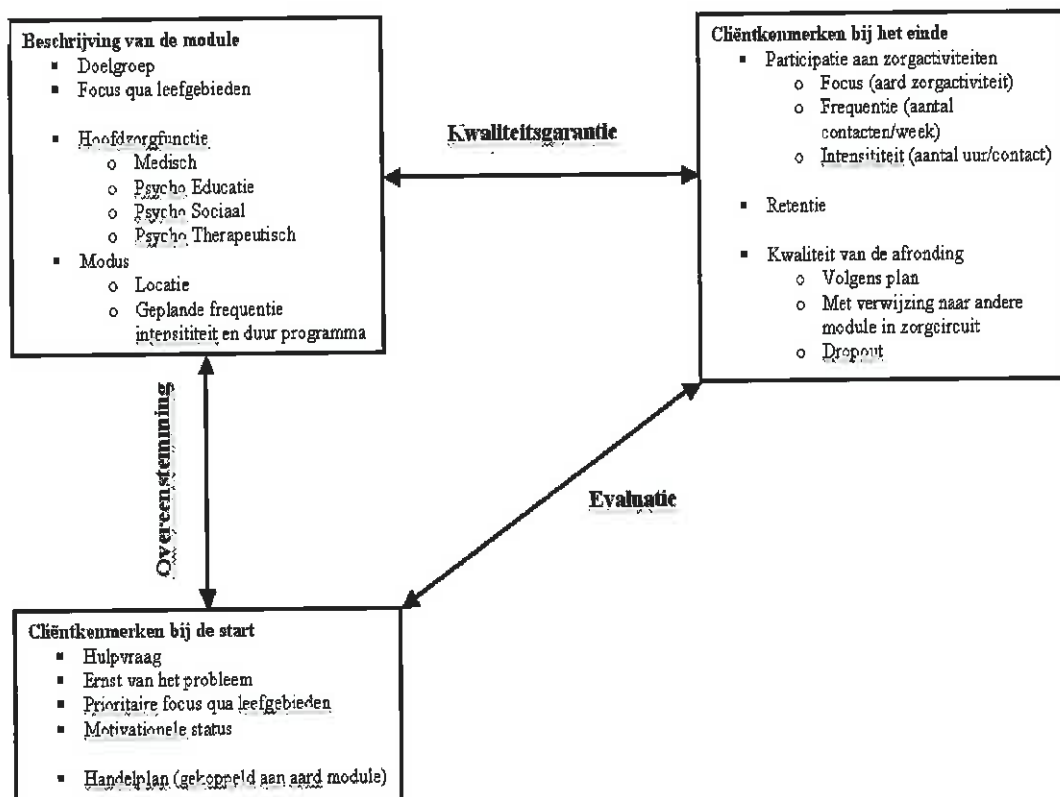 Beschrijving van de module
▪ Doelgroep
▪ Focus qua leefgebieden
▪ Hoofdzorgfunctie
o Medisch
o Psycho Educatie
o Psycho Sociaal
o Psycho Therapeutisch
▪ Modus
o Locatie
o Geplande frequentie
intensititeit en duur programma
Kwaliteitsgarantie
Cliëntkenmerken bij het einde
▪ Participatie aan zorgactiviteiten
o Focus (aard zorgactiviteit)
o Frequentie (aantal
contacten/week)
o Intensititeit (aantal uur/contact)
▪ Retentie
▪ Kwaliteit van de afronding
o Volgens plan
o Met verwijzing naar andere
module in zorgcircuit
o Dropout
Overeenstemming
Evaluatie
Cliëntkenmerken bij de start
▪ Hulpvraag
▪ Ernst van het probleem
▪ Prioritaire focus qua leefgebieden
▪ Motivationele status
▪ Handelplan (gekoppeld aan aard module)